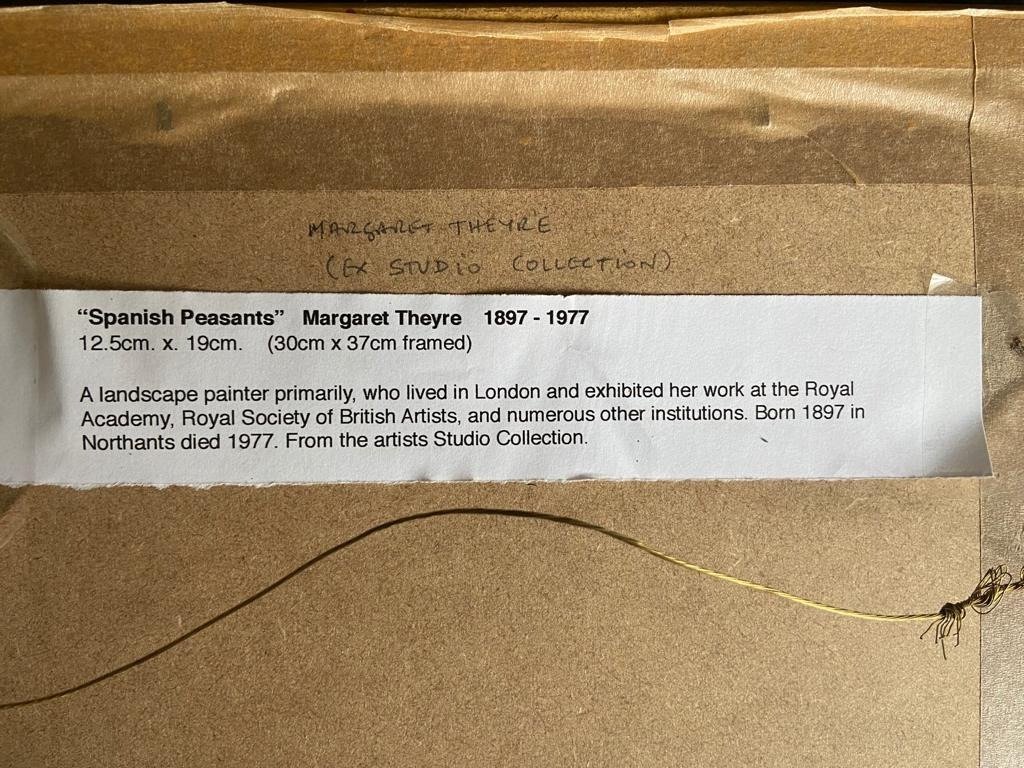 MARGARET THEYRE
(EX STUDIO COLLECTION)
“Spanish Peasants” Margaret Theyre 1897 - 1977
12.5cm. x. 19cm. (30cm x 37cm framed)
A landscape painter primarily, who lived in London and exhibited her work at the Royal
Academy, Royal Society of British Artists, and numerous other institutions. Born 1897 in
Northants died 1977. From the artists Studio Collection.